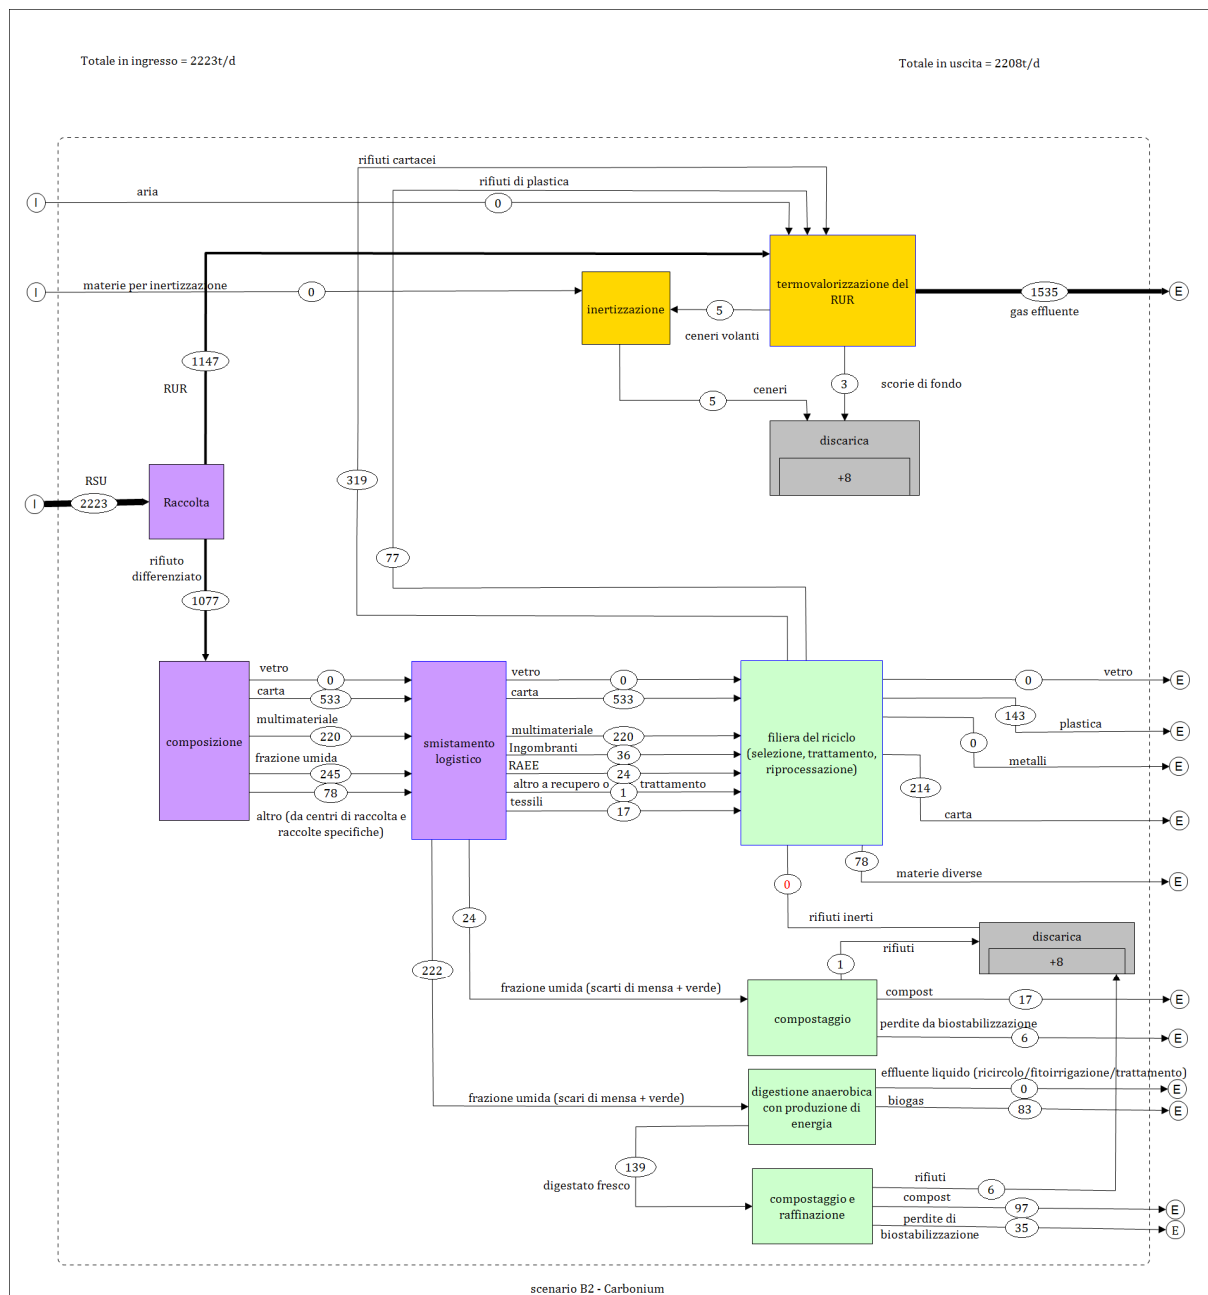 Totale in ingresso = 2223t/d
Totale in uscita = 2208t/d
rifiuti cartacei
rifiuti di plastica
aria
I
0
materie per inertizzazione
I
0
inertizzazione
termovalorizzazione del
RUR
5
ceneri volanti
1535
E
gas effluente
1147
RUR
3
scorie di fondo
ceneri
5
discarica
+8
319
RSU
I
2223
Raccolta
77
rifiuto
differenziato
1077
composizione
vetro
0
carta
533
multimateriale
220
frazione umida
245
78
altro (da centri di raccolta e
raccolte specifiche)
smistamento
logistico
vetro
0
carta
533
multimateriale
220
Ingombranti
36
RAEE
24
altro a recupero o trattamento
1
tessili
17
filiera del riciclo
(selezione, trattamento,
riprocessazione)
0
vetro
E
143
plastica
E
0
metalli
E
214
carta
E
78
materie diverse
E
0
rifiuti inerti
discarica
+8
rifiuti
1
24
222
frazione umida (scarti di mensa + verde)
compostaggio
compost
17
E
perdite da biostabilizzazione
6
E
frazione umida (scari di mensa + verde)
digestione anaerobica
con produzione di
energia
effluente liquido (ricircolo/fitoirrigazione/trattamento)
0
E
biogas
83
E
139
digestato fresco
compostaggio e
raffinazione
rifiuti
6
compost
97
E
perdite di
biostabilizzazione
35
E
scenario B2 - Carbonium